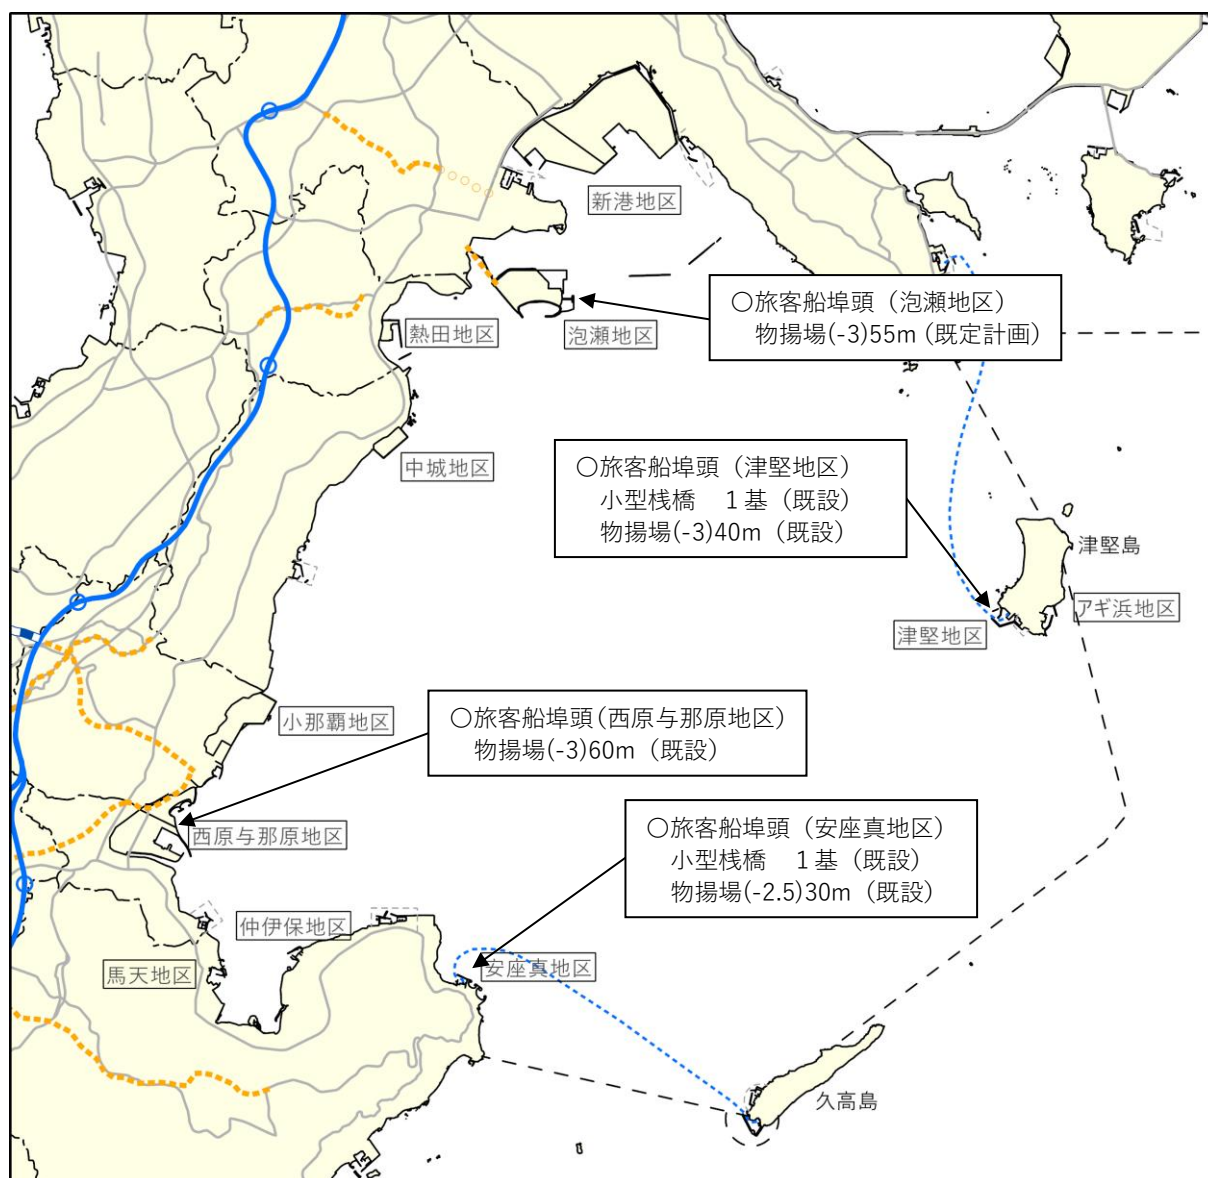 新港地区
○旅客船埠頭（泡瀬地区）
物揚場(-3)55m (既定計画)
熱田地区
泡瀬地区
中城地区
○旅客船埠頭（津堅地区）
小型桟橋　１基（既設）
物揚場(-3)40m（既設）
津堅島
アギ浜地区
津堅地区
小那覇地区
○旅客船埠頭(西原与那原地区)
物揚場(-3)60m（既設）
西原与那原地区
○旅客船埠頭（安座真地区）
小型桟橋　１基（既設）
物揚場(-2.5)30m（既設）
仲伊保地区
馬天地区
安座真地区
久高島